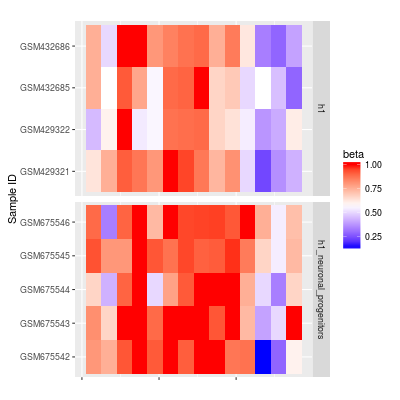 Sample ID
GSM432686
GSM432685
GSM429322
GSM429321
h1
GSM675546
GSM675545
GSM675544
GSM675543
GSM675542
h1_neuronal_progenitors
beta
1.00
0.75
0.50
0.25